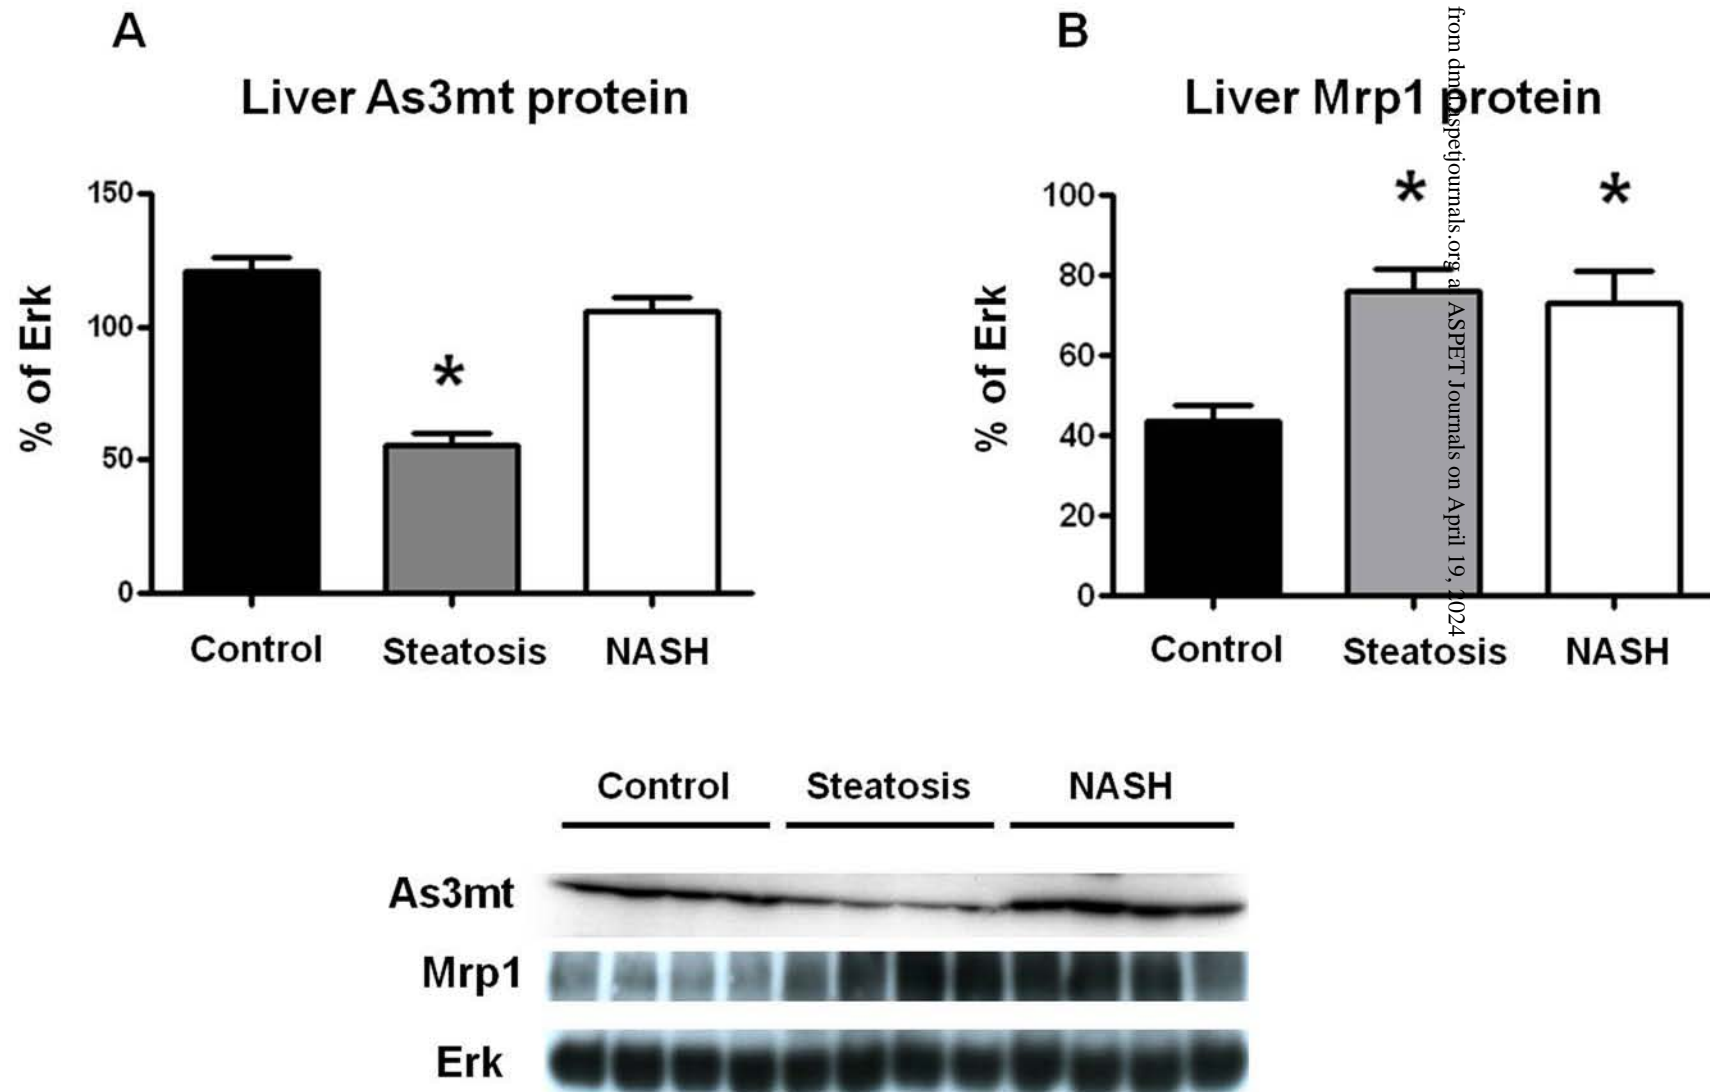 A
Liver As3mt protein
% of Erk
150
100
50
0
*
Control Steatosis NASH
B
Liver Mrp1 protein
% of Erk
100
80
60
40
20
0
* *
Control Steatosis NASH
from dmd.aspetjournals.org a ASPET Journals on April 19, 2024
Control Steatosis NASH
As3mt
Mrp1
Erk